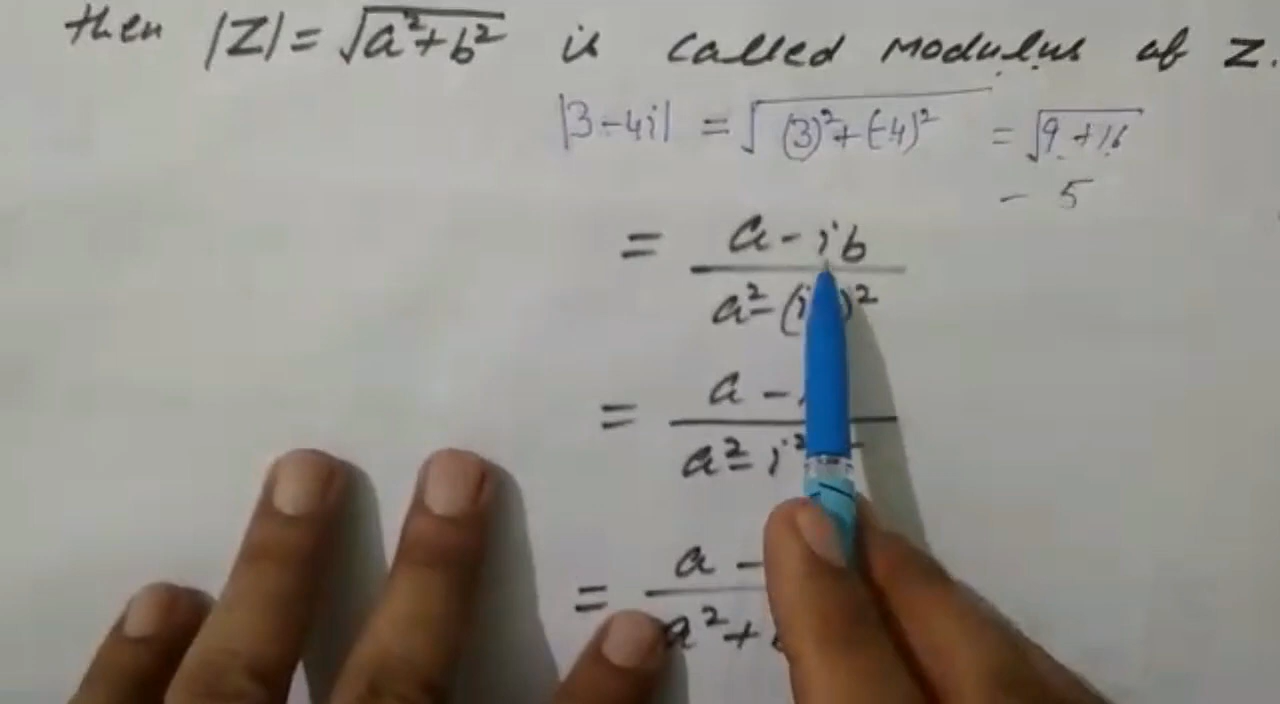 then |Z| = √a²+b² is called modulus of Z.
|3-4i| = √(3)²+(-4)² = √9+16
- 5
= a-ib
a²-(i )²
= a -
a²-i²
= a -
a²+